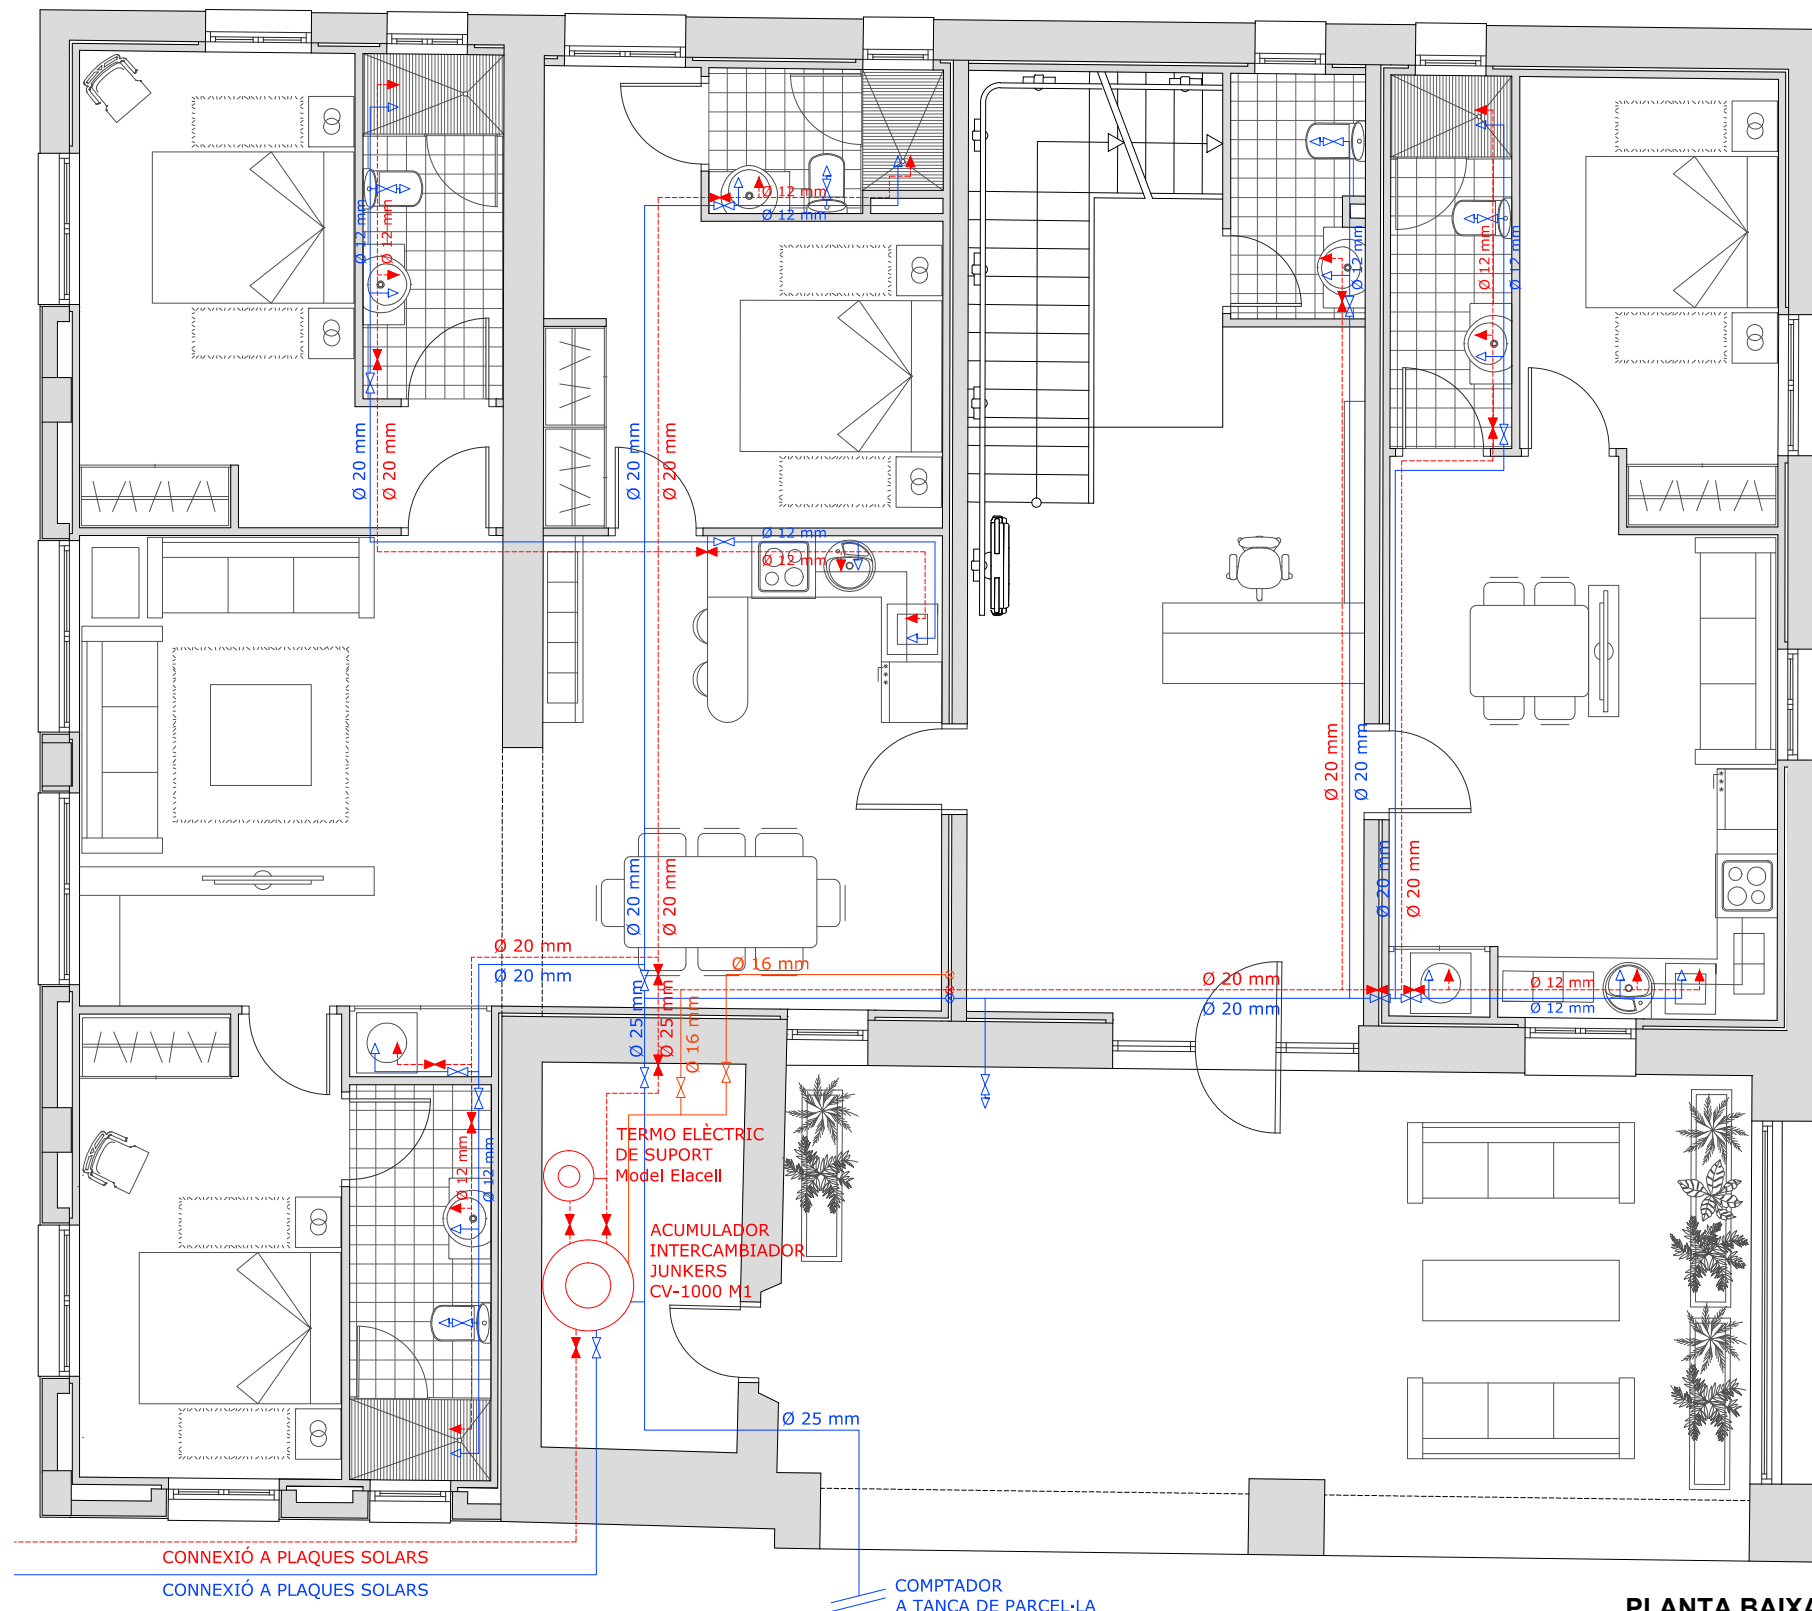 Ø 12 mm
Ø 12 mm
Ø 12 mm
Ø 12 mm
Ø 12 mm
Ø 12 mm
Ø 12 mm
Ø 20 mm
Ø 20 mm
Ø 20 mm
Ø 20 mm
Ø 12 mm
Ø 12 mm
Ø 20 mm
Ø 20 mm
Ø 20 mm
Ø 20 mm
Ø 20 mm
Ø 20 mm
Ø 20 mm
Ø 20 mm
Ø 16 mm
Ø 20 mm
Ø 20 mm
Ø 12 mm
Ø 12 mm
Ø 25 mm
Ø 25 mm
Ø 16 mm
Ø 12 mm
Ø 12 mm
TERMO ELÈCTRIC
DE SUPORT
Model Elacell
ACUMULADOR
INTERCAMBIADOR
JUNKERS
CV-1000 M1
Ø 25 mm
CONNEXIÓ A PLAQUES SOLARS
CONNEXIÓ A PLAQUES SOLARS
COMPTADOR
A TANCA DE PARCEL·LA
PLANTA BAIXA